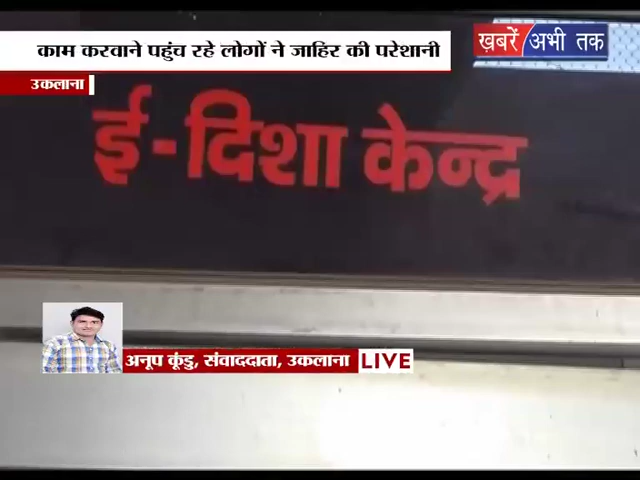 काम करवाने पहुंच रहे लोगों ने जाहिर की परेशानी
ख़बरें अभी तक
उकलाना
ई-दिशा केन्द्र
अनूप कूंडु, संवाददाता, उकलाना LIVE